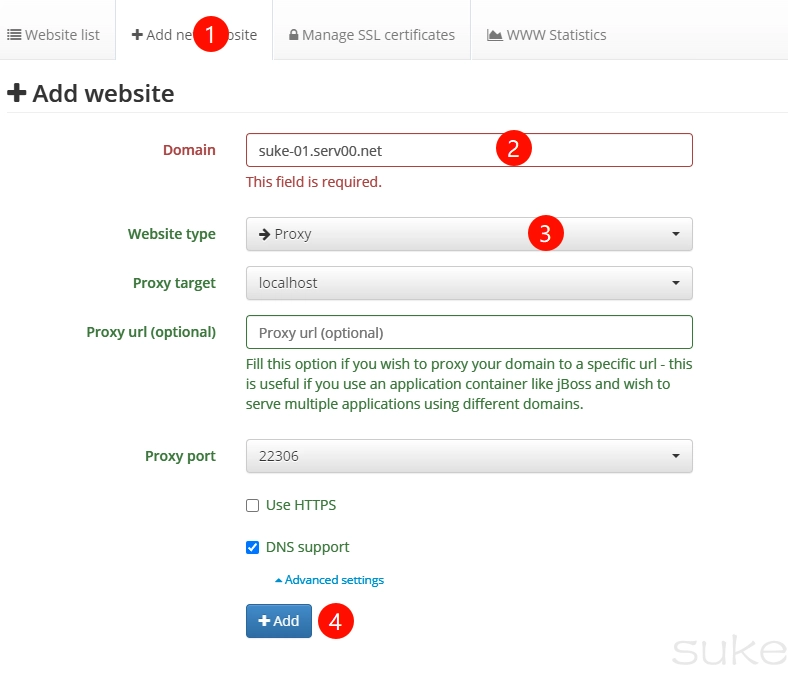 Website list
Add ne 1 bsite
Manage SSL certificates
WWW Statistics
Add website
Domain
suke-01.serv00.net
2
This field is required.
Website type
Proxy
3
Proxy target
localhost
Proxy url (optional)
Proxy url (optional)
Fill this option if you wish to proxy your domain to a specific url - this
is useful if you use an application container like jBoss and wish to
serve multiple applications using different domains.
Proxy port
22306
Use HTTPS
DNS support
Advanced settings
Add
4
suke